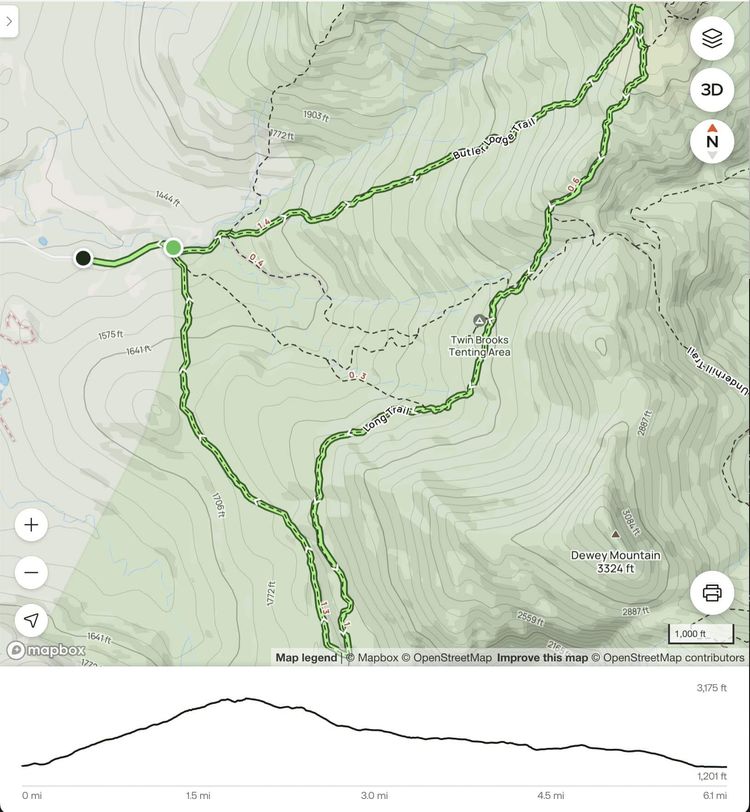 3D
N
1903 ft
1772 ft
Butler Lodge Trail
1444 ft
0.6
1.4
0.4
1575 ft
1641 ft
Twin Brooks
Tenting Area
Underhill Trail
0.3
Long Trail
2887 ft
1706 ft
3084 ft
Dewey Mountain
3324 ft
1772 ft
1.3
2559 ft
2887 ft
1641 ft
1,000 ft
mapbox
Map legend | © Mapbox © OpenStreetMap Improve this map © OpenStreetMap contributors
3,175 ft
1,201 ft
0 mi 1.5 mi 3.0 mi 4.5 mi 6.1 mi